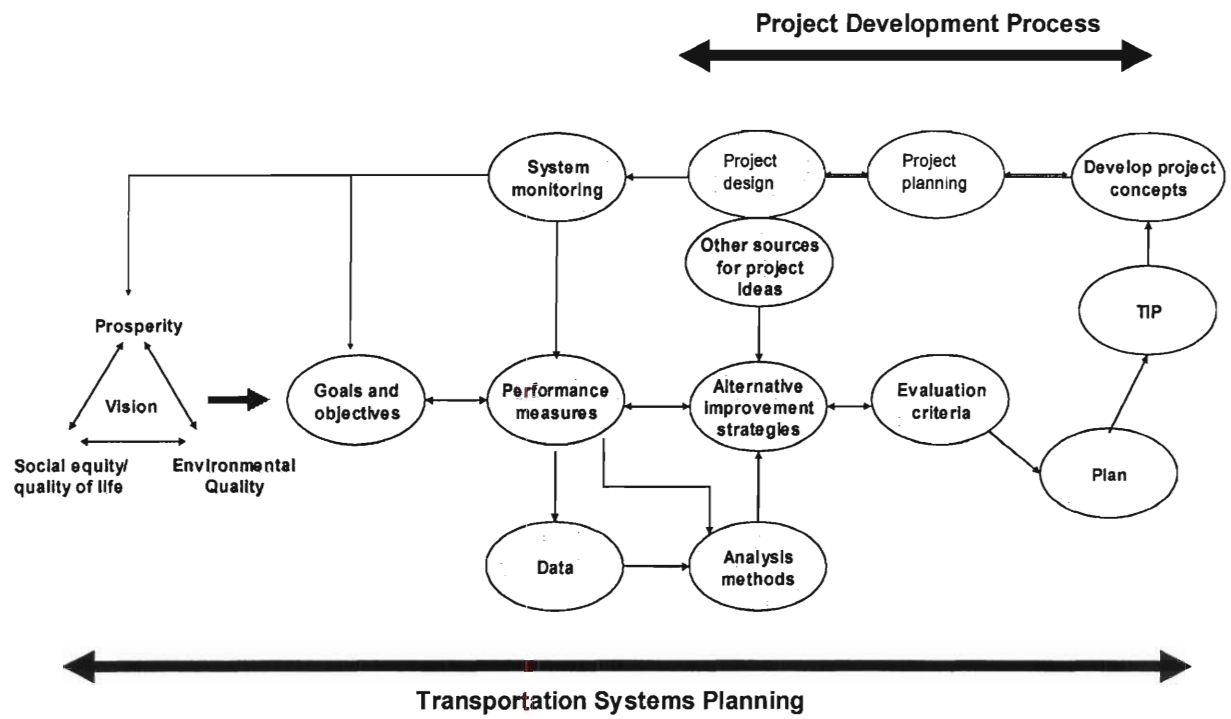 Project Development Process
System
monitoring
Project
design
Project
planning
Develop project
concepts
Other sources
for project
Ideas
TIP
Prosperity
Vision
Social equity/
quality of life
Environmental
Quality
Goals and
objectives
Performance
measures
Alternative
improvement
strategies
Evaluation
criteria
Plan
Data
Analysis
methods
Transportation Systems Planning